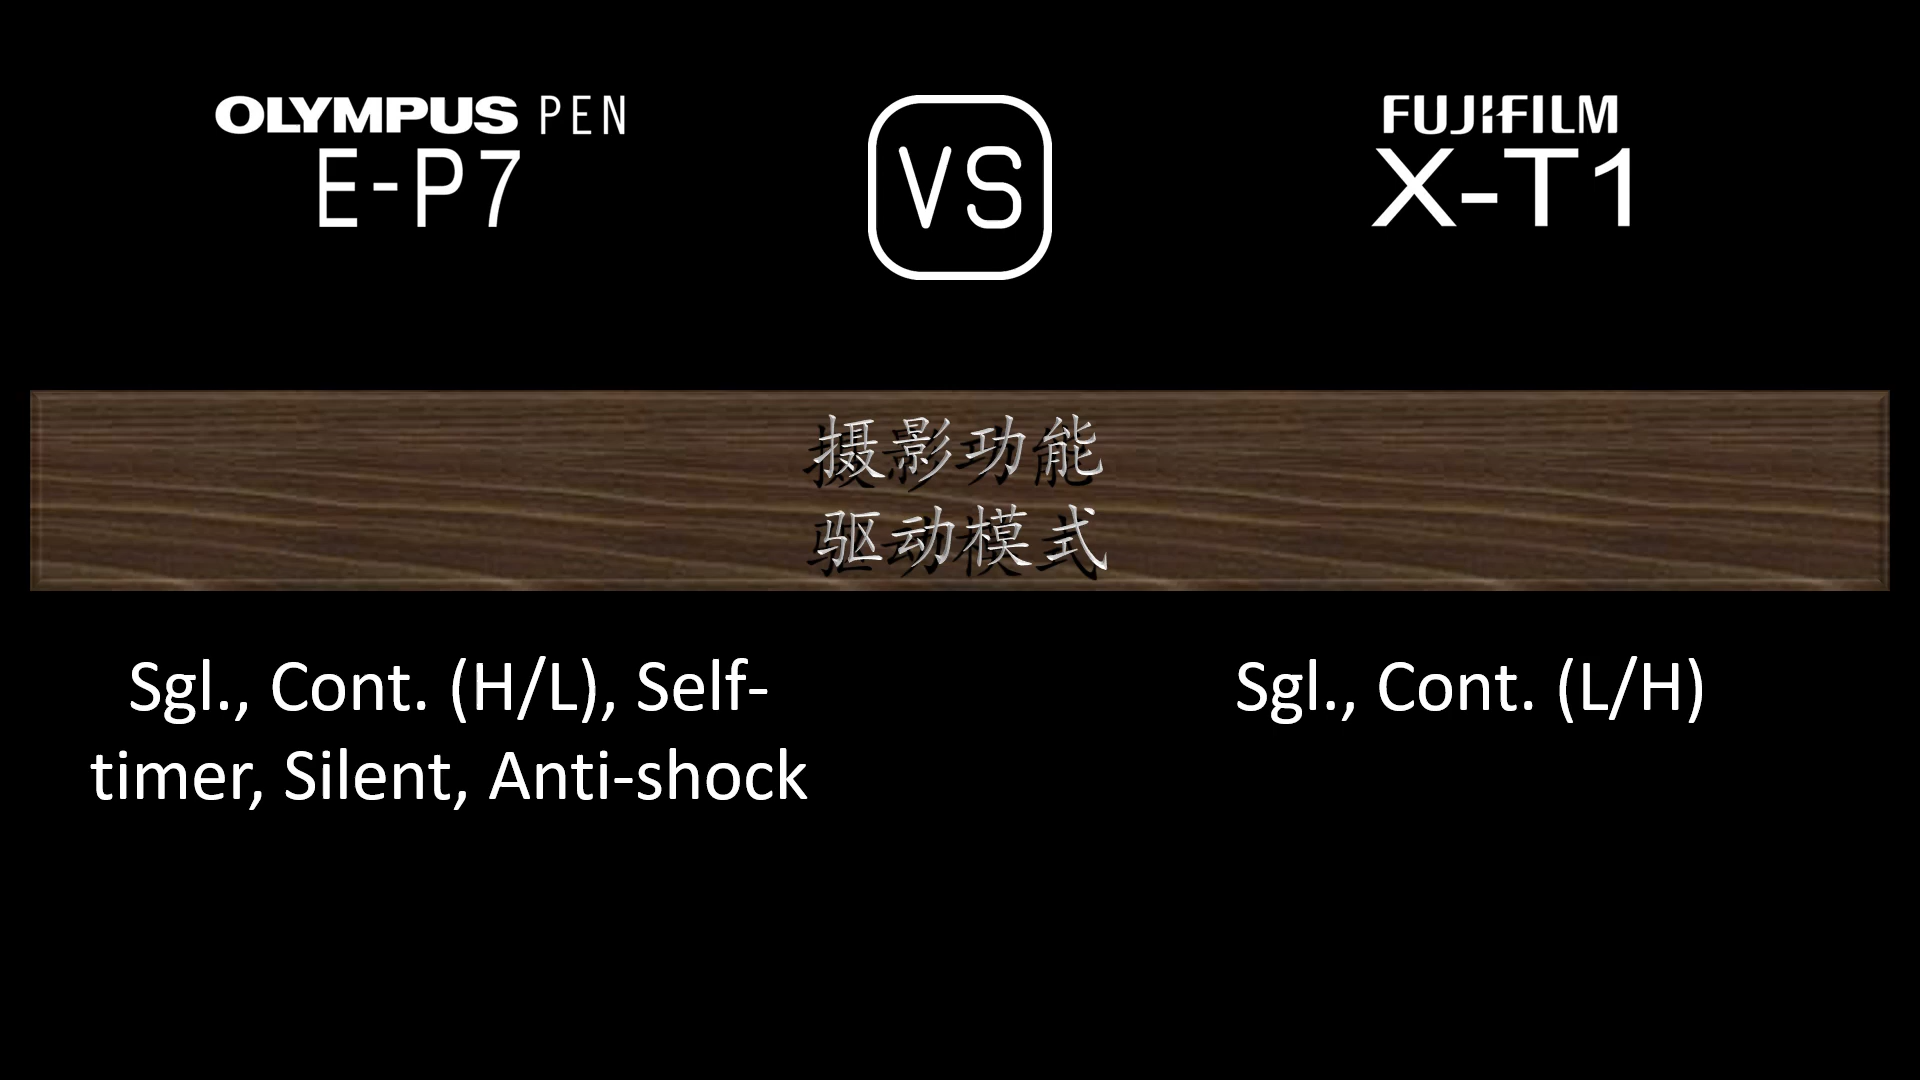 OLYMPUS PEN
E-P7
VS
FUJIFILM
X-T1
摄影功能
驱动模式
Sgl., Cont. (H/L), Self-
timer, Silent, Anti-shock
Sgl., Cont. (L/H)